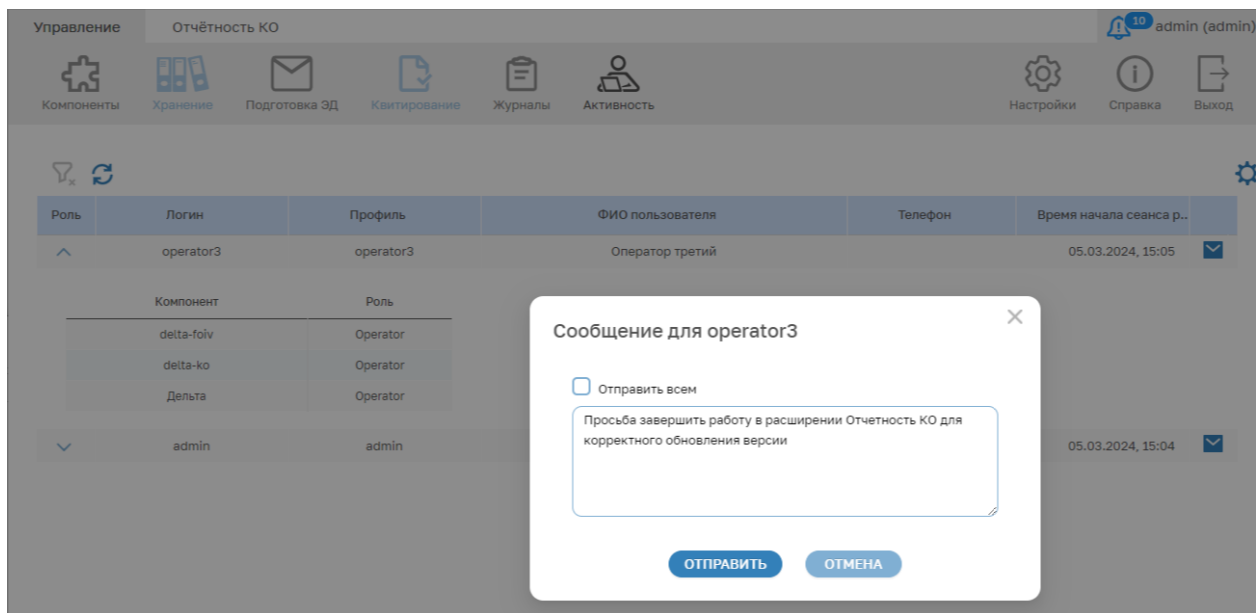 Управление Отчётность КО 10 admin (admin)
Компоненты Хранение Подготовка ЭД Квитирование Журналы Активность Настройки Справка Выход
Роль Логин Профиль ФИО пользователя Телефон Время начала сеанса р..
operator3 operator3 Оператор третий 05.03.2024, 15:05
Компонент Роль
delta-foiv Operator
delta-ko Operator
Дельта Operator
admin admin 05.03.2024, 15:04
Сообщение для operator3
Отправить всем
Просьба завершить работу в расширении Отчетность КО для
корректного обновления версии
ОТПРАВИТЬ ОТМЕНА